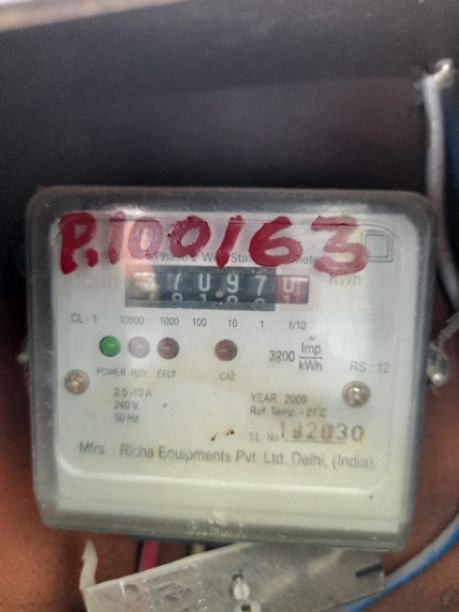 P.100163
kWh
37097
CL - 1 10000 1000 100 10 1 1/10
3200 Imp/kWh
RS : 12
POWER REV EFLT CAL
2.5 -10 A
240 V
50 Hz.
YEAR 2009
Ref. Temp. - 27°C
SL. No. 192030
Mfrs. : Richa Equipments Pvt. Ltd. Delhi, (India).